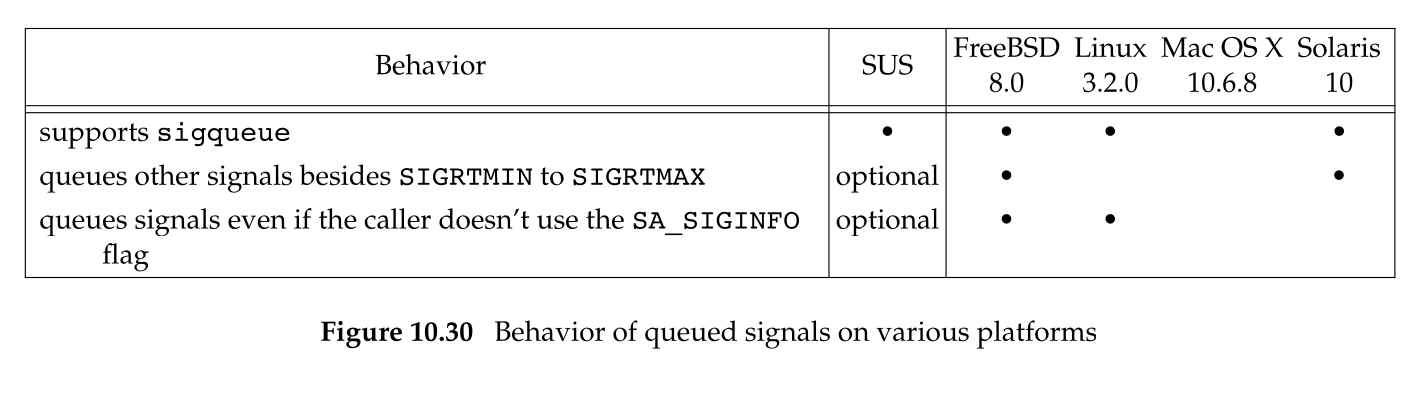 Behavior SUS FreeBSD Linux Mac OS X Solaris
8.0 3.2.0 10.6.8 10
supports sigqueue • • • •
queues other signals besides SIGRTMIN to SIGRTMAX optional • •
queues signals even if the caller doesn’t use the SA_SIGINFO optional • •
flag
Figure 10.30 Behavior of queued signals on various platforms